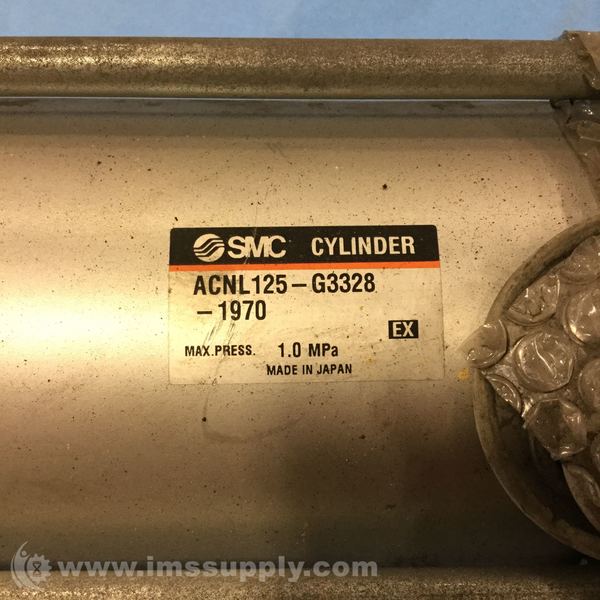 SMC CYLINDER
ACNL125-G3328
-1970
EX
MAX.PRESS. 1.0 MPa
MADE IN JAPAN
www.imssupply.com